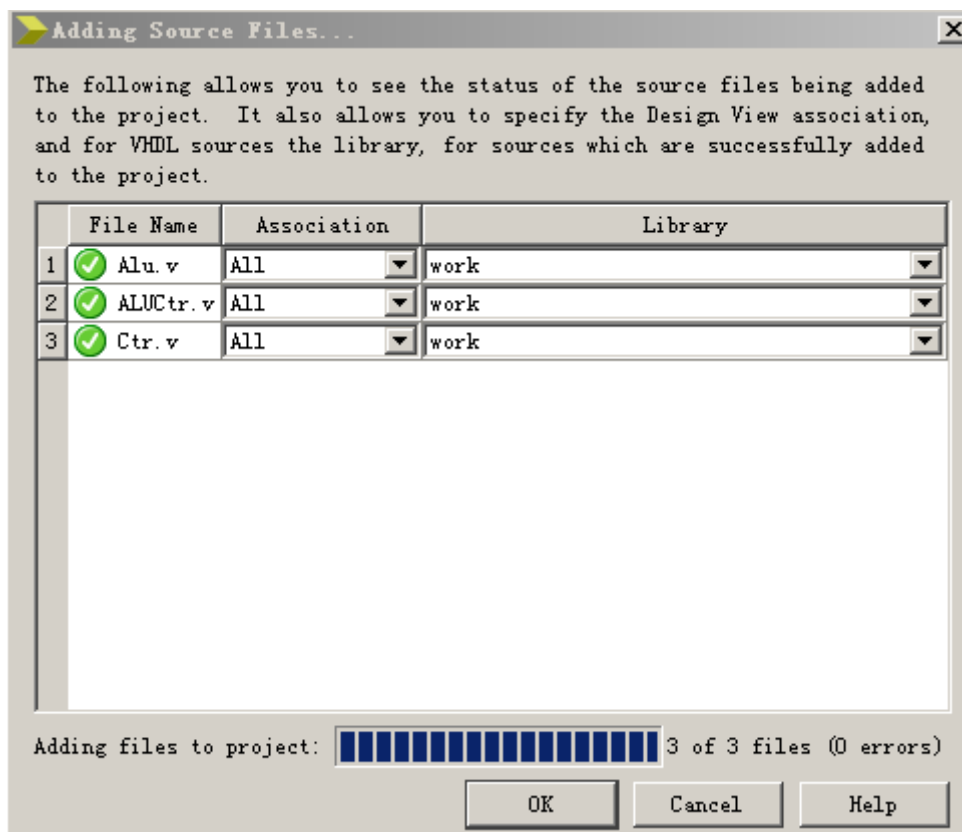 Adding Source Files...
The following allows you to see the status of the source files being added
to the project. It also allows you to specify the Design View association,
and for VHDL sources the library, for sources which are successfully added
to the project.
File Name Association Library
1 Alu.v All work
2 ALUCtr.v All work
3 Ctr.v All work
Adding files to project: 3 of 3 files (0 errors)
OK Cancel Help